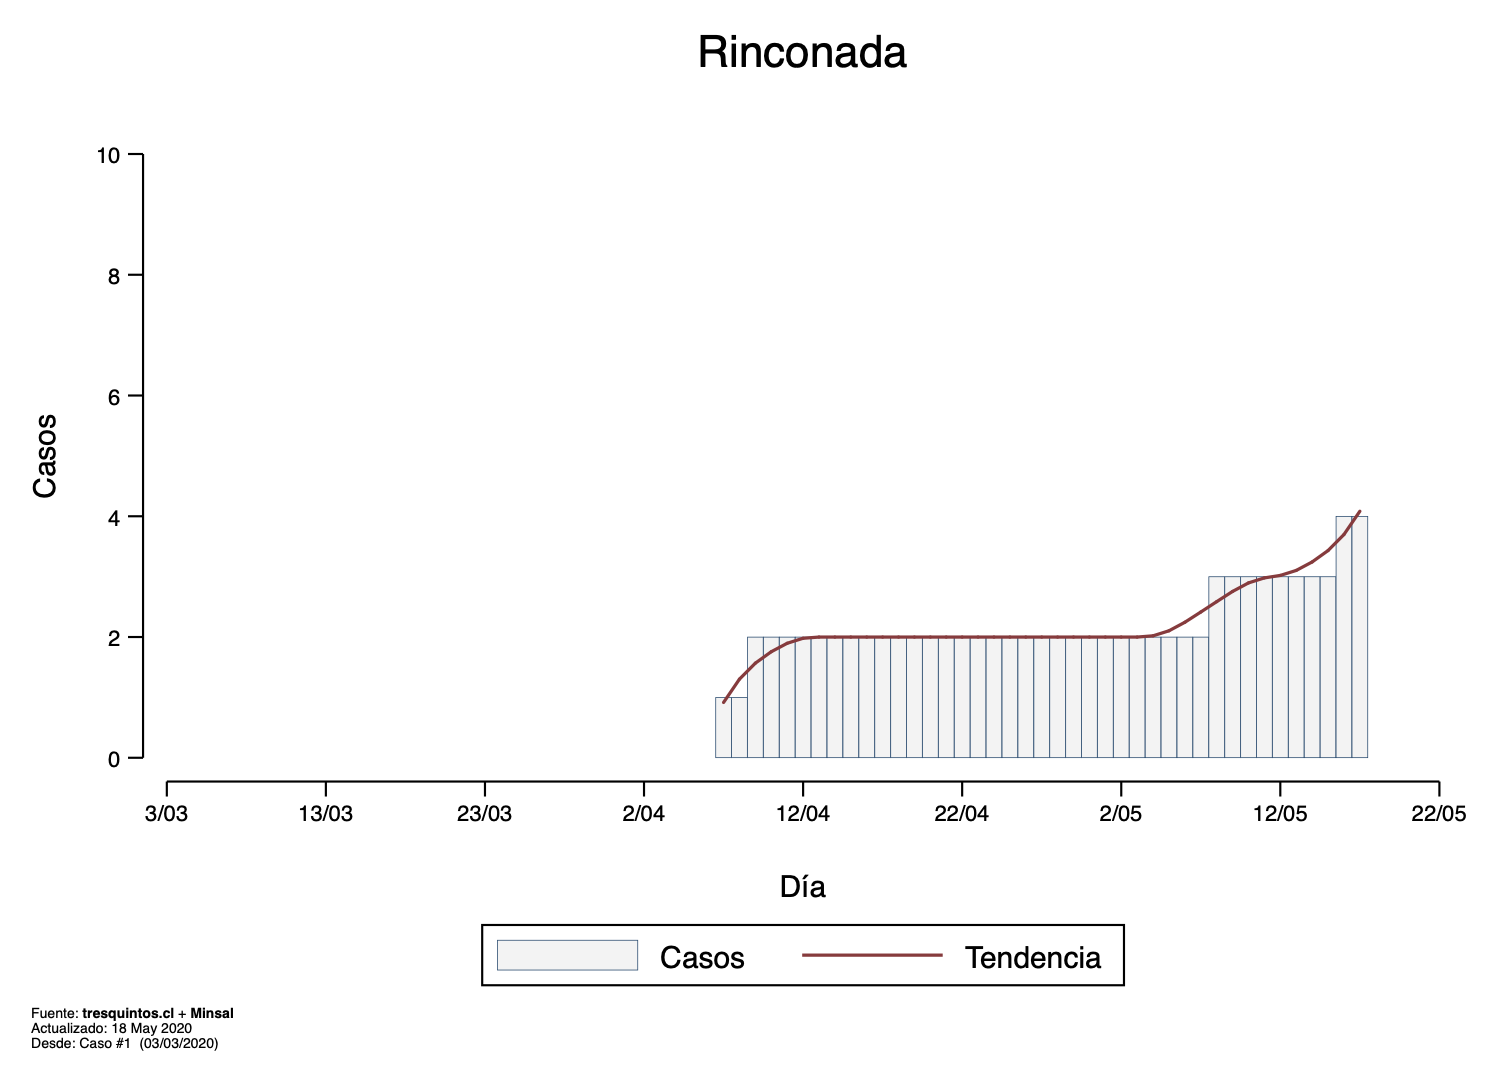 Rinconada
10
8
6
4
2
0
Casos
3/03 13/03 23/03 2/04 12/04 22/04 2/05 12/05 22/05
Día
Casos Tendencia
Fuente: tresquintos.cl + Minsal
Actualizado: 18 May 2020
Desde: Caso #1 (03/03/2020)